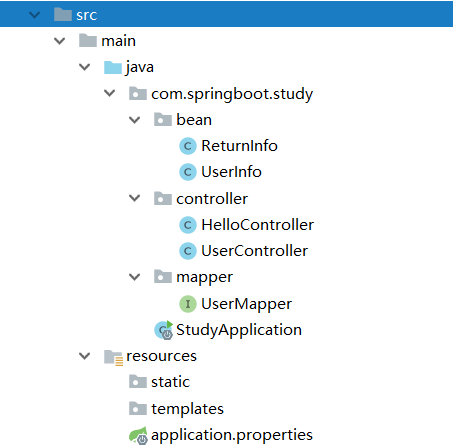 src
main
java
com.springboot.study
bean
ReturnInfo
UserInfo
controller
HelloController
UserController
mapper
UserMapper
StudyApplication
resources
static
templates
application.properties